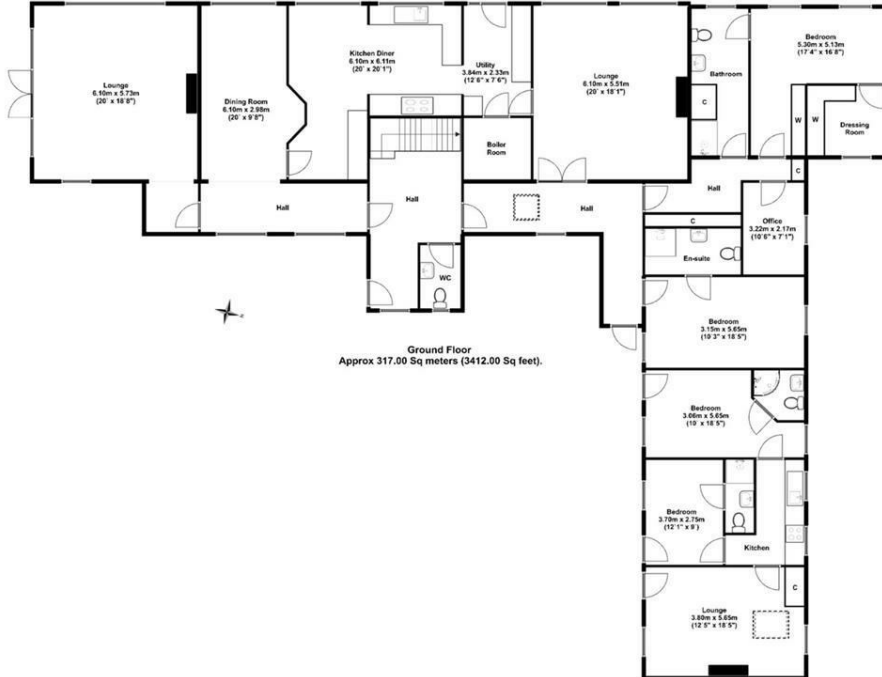 Lounge
6.10m x 5.73m
(20' x 18'8")
Dining Room
6.10m x 2.98m
(20' x 9'8")
Kitchen Diner
6.10m x 6.11m
(20' x 20'1")
Utility
3.84m x 2.33m
(12'6" x 7'6")
Boiler
Room
Lounge
6.10m x 5.51m
(20' x 18'1")
Bathroom
C
Bedroom
5.30m x 5.13m
(17'4" x 16'8")
W
W
Dressing
Room
Hall
Hall
Hall
Hall
C
C
Office
3.22m x 2.17m
(10'6" x 7'1")
En-suite
WC
Bedroom
3.15m x 5.65m
(10'3" x 18'5")
Ground Floor
Approx 317.00 Sq meters (3412.00 Sq feet).
Bedroom
3.06m x 5.65m
(10' x 18'5")
Bedroom
3.70m x 2.75m
(12'1" x 9')
Kitchen
Lounge
3.80m x 5.65m
(12'5" x 18'5")
C